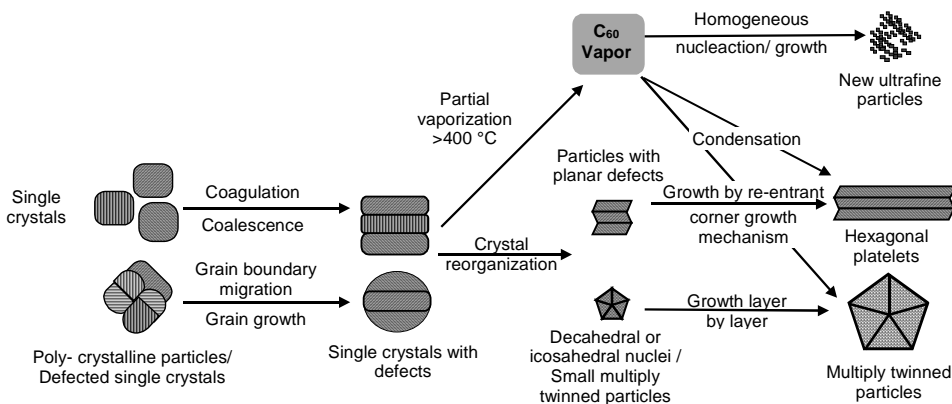 C₆₀
Vapor
Homogeneous
nucleaction/ growth
New ultrafine
particles
Partial
vaporization
>400 °C
Condensation
Particles with
planar defects
Single
crystals
Coagulation
Coalescence
Growth by re-entrant
corner growth
mechanism
Hexagonal
platelets
Crystal
reorganization
Grain boundary
migration
Grain growth
Growth layer
by layer
Poly- crystalline particles/
Defected single crystals
Single crystals with
defects
Decahedral or
icosahedral nuclei /
Small multiply
twinned particles
Multiply twinned
particles